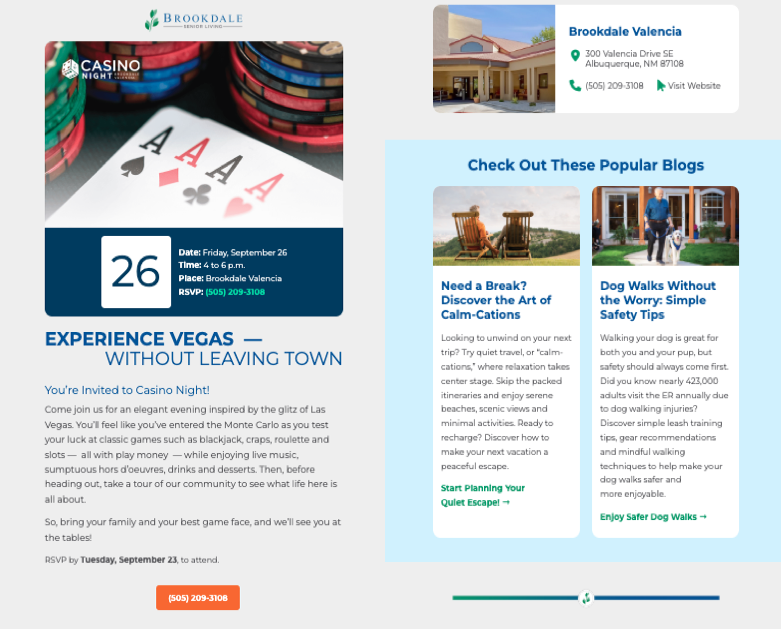 BROOKDALE
SENIOR LIVING
CASINO
NIGHT
A A A A
26
Date: Friday, September 26
Time: 4 to 6 p.m.
Place: Brookdale Valencia
RSVP: (505) 209-3108
EXPERIENCE VEGAS —
WITHOUT LEAVING TOWN
You're Invited to Casino Night!
Come join us for an elegant evening inspired by the glitz of Las
Vegas. You'll feel like you've entered the Monte Carlo as you test
your luck at classic games such as blackjack, craps, roulette and
slots — all with play money — while enjoying live music,
sumptuous hors d'oeuvres, drinks and desserts. Then, before
heading out, take a tour of our community to see what life here is
all about.
So, bring your family and your best game face, and we'll see you at
the tables!
RSVP by Tuesday, September 23, to attend.
(505) 209-3108
Brookdale Valencia
300 Valencia Drive SE
Albuquerque, NM 87108
(505) 209-3108 Visit Website
Check Out These Popular Blogs
Need a Break?
Discover the Art of
Calm-Cations
Looking to unwind on your next
trip? Try quiet travel, or "calm-
cations," where relaxation takes
center stage. Skip the packed
itineraries and enjoy serene
beaches, scenic views and
minimal activities. Ready to
recharge? Discover how to
make your next vacation a
peaceful escape.
Start Planning Your
Quiet Escape! →
Dog Walks Without
the Worry: Simple
Safety Tips
Walking your dog is great for
both you and your pup, but
safety should always come first.
Did you know nearly 423,000
adults visit the ER annually due
to dog walking injuries?
Discover simple leash training
tips, gear recommendations
and mindful walking
techniques to help make your
dog walks safer and
more enjoyable.
Enjoy Safer Dog Walks →